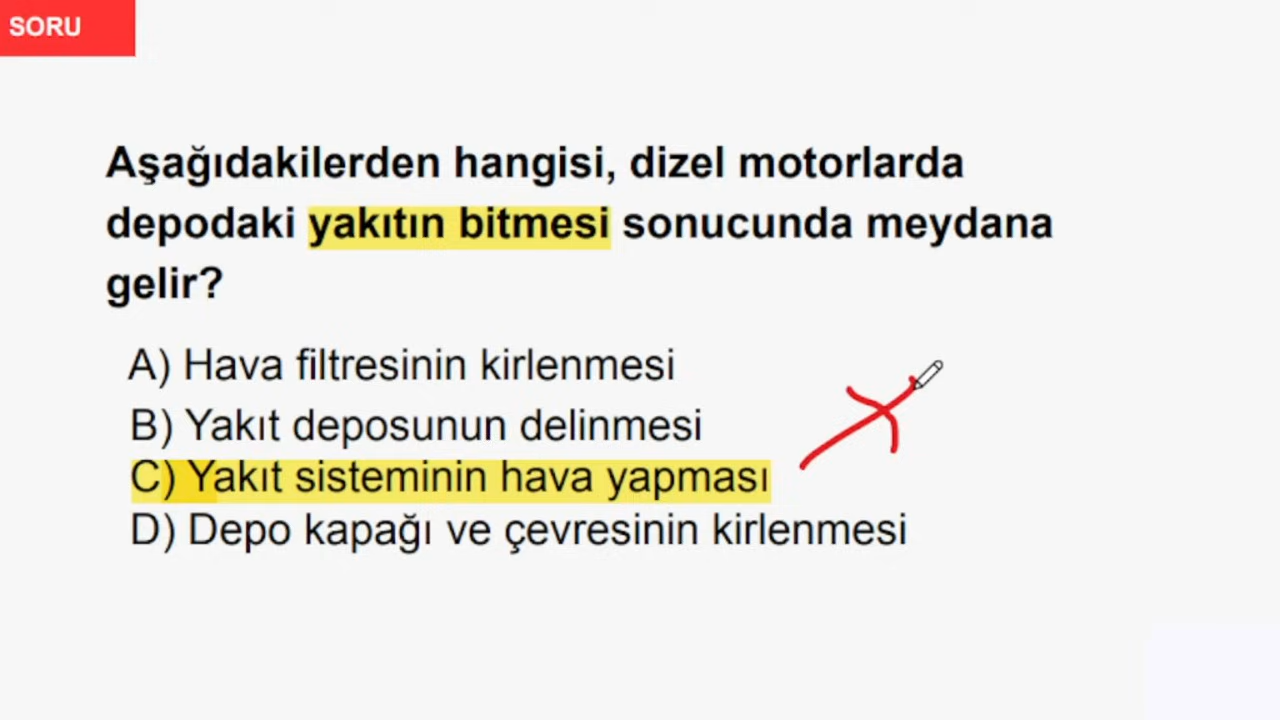 SORU
Aşağıdakilerden hangisi, dizel motorlarda
depodaki yakıtın bitmesi sonucunda meydana
gelir?
A) Hava filtresinin kirlenmesi
B) Yakıt deposunun delinmesi
C) Yakıt sisteminin hava yapması
D) Depo kapağı ve çevresinin kirlenmesi